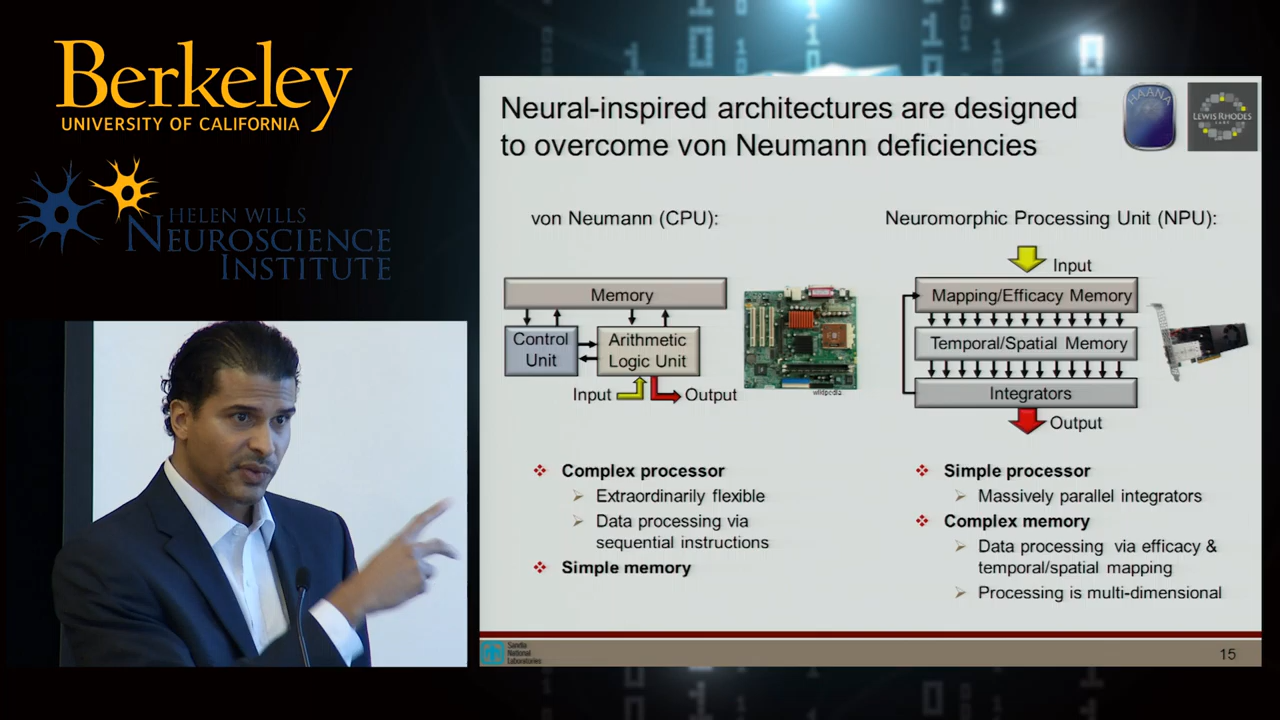 Berkeley
UNIVERSITY OF CALIFORNIA
HELEN WILLS
NEUROSCIENCE
INSTITUTE
Neural-inspired architectures are designed
to overcome von Neumann deficiencies
HAANA
LEWIS RHODES
LABS
von Neumann (CPU):
Memory
Control
Unit
Arithmetic
Logic Unit
Input
Output
wikipedia
Complex processor
Extraordinarily flexible
Data processing via
sequential instructions
Simple memory
Neuromorphic Processing Unit (NPU):
Input
Mapping/Efficacy Memory
Temporal/Spatial Memory
Integrators
Output
Simple processor
Massively parallel integrators
Complex memory
Data processing via efficacy &
temporal/spatial mapping
Processing is multi-dimensional
Sandia
National
Laboratories
15